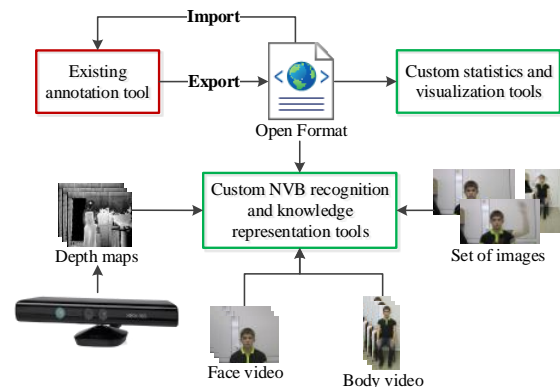 Import
Existing
annotation tool
Export
Open Format
Custom statistics and
visualization tools
Custom NVB recognition
and knowledge
representation tools
Depth maps
Set of images
Face video
Body video